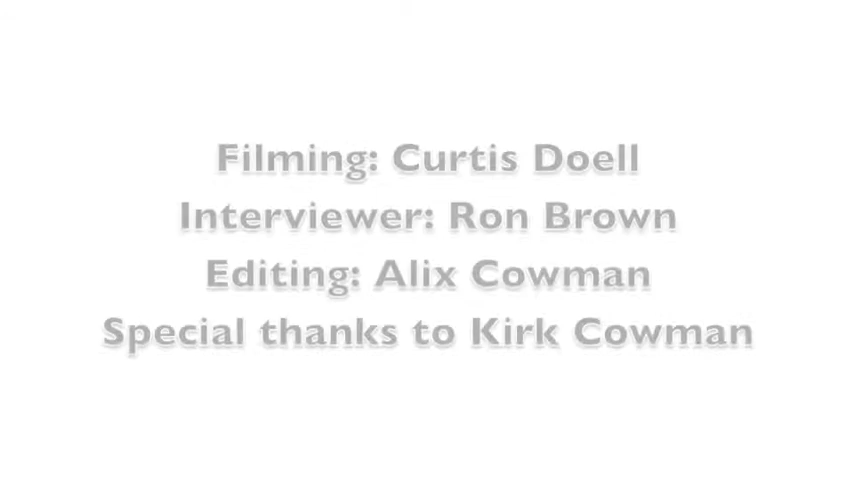 Filming: Curtis Doell
Interviewer: Ron Brown
Editing: Alix Cowman
Special thanks to Kirk Cowman